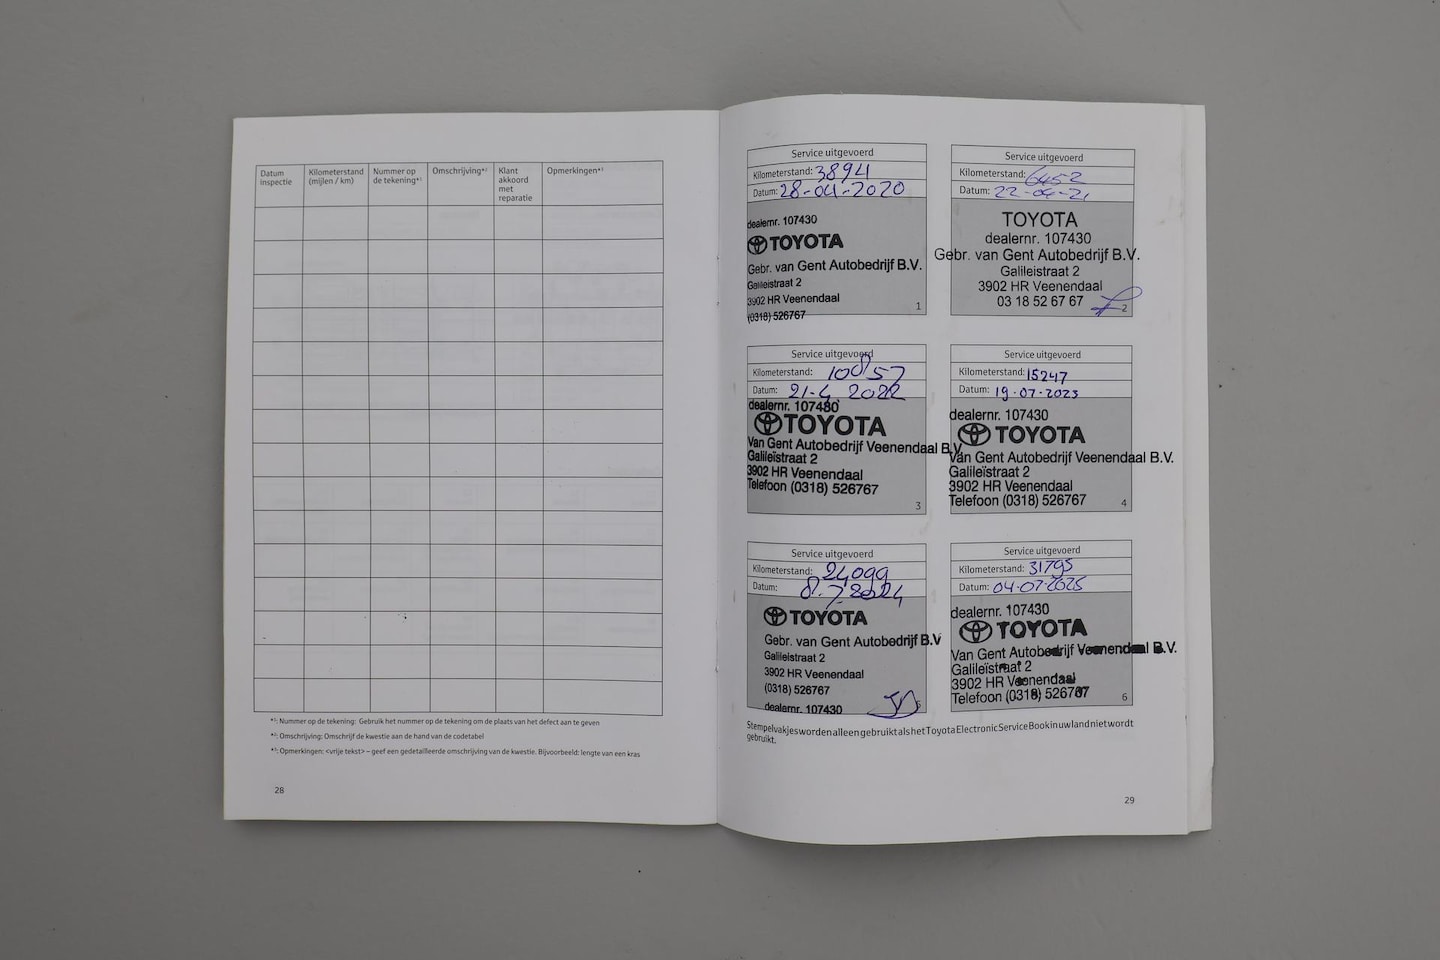 Datum inspectie
Kilometerstand (mijlen / km)
Nummer op de tekening*¹
Omschrijving*²
Klant akkoord met reparatie
Opmerkingen*³
*¹: Nummer op de tekening: Gebruik het nummer op de tekening om de plaats van het defect aan te geven
*²: Omschrijving: Omschrijf de kwestie aan de hand van de codetabel
*³: Opmerkingen: <vrije tekst> – geef een gedetailleerde omschrijving van de kwestie. Bijvoorbeeld: lengte van een kras
28
Service uitgevoerd
Kilometerstand: 3894
Datum: 28-04-2020
dealernr. 107430
TOYOTA
Gebr. van Gent Autobedrijf B.V.
Galileistraat 2
3902 HR Veenendaal
(0318) 526767
1
Service uitgevoerd
Kilometerstand: 6452
Datum: 22-04-21
TOYOTA
dealernr. 107430
Gebr. van Gent Autobedrijf B.V.
Galileistraat 2
3902 HR Veenendaal
03 18 52 67 67
2
Service uitgevoerd
Kilometerstand: 10857
Datum: 21-4 2022
dealernr. 107430
TOYOTA
Van Gent Autobedrijf Veenendaal B.V.
Galileïstraat 2
3902 HR Veenendaal
Telefoon (0318) 526767
3
Service uitgevoerd
Kilometerstand: 15247
Datum: 19-07-2023
dealernr. 107430
TOYOTA
Van Gent Autobedrijf Veenendaal B.V.
Galileïstraat 2
3902 HR Veenendaal
Telefoon (0318) 526767
4
Service uitgevoerd
Kilometerstand: 24099
Datum: 8.7.2024
TOYOTA
Gebr. van Gent Autobedrijf B.V
Galileistraat 2
3902 HR Veenendaal
(0318) 526767
dealernr. 107430
5
Service uitgevoerd
Kilometerstand: 31795
Datum: 04-07-2025
dealernr. 107430
TOYOTA
Van Gent Autobedrijf Veenendaal B.V.
Galileïstraat 2
3902 HR Veenendaal
Telefoon (0318) 526767
6
Stempelvakjes worden alleen gebruikt als het Toyota Electronic Service Book in uw land niet wordt
gebruikt.
29